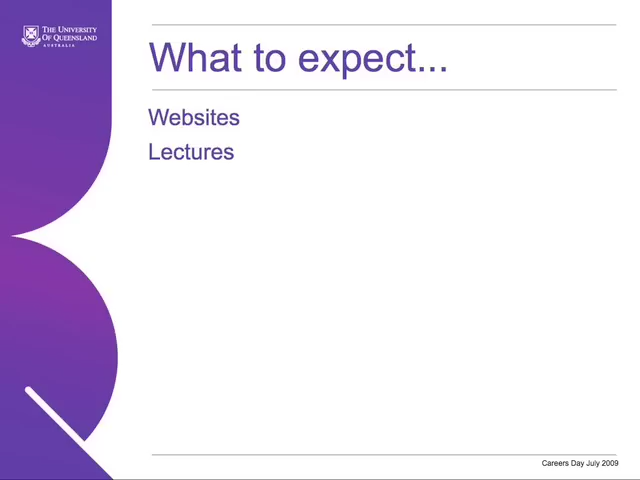 THE UNIVERSITY
OF QUEENSLAND
AUSTRALIA
What to expect...
Websites
Lectures
Careers Day July 2009